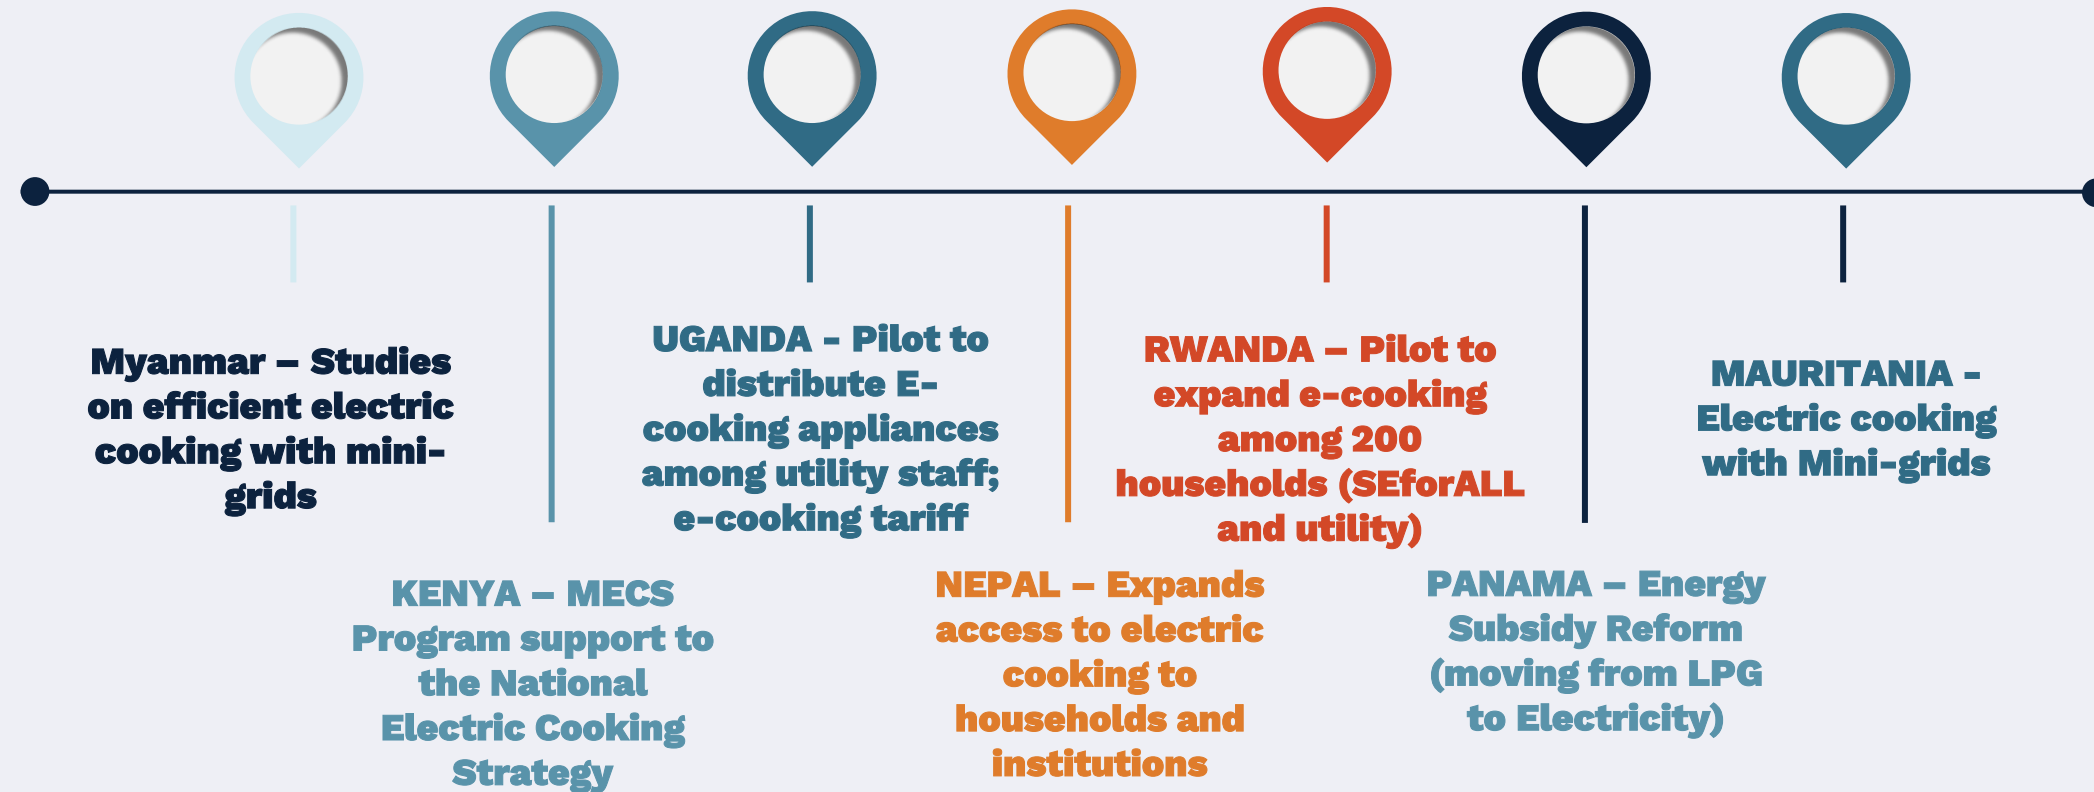 Myanmar – Studies
on efficient electric
cooking with mini-
grids
KENYA – MECS
Program support to
the National
Electric Cooking
Strategy
UGANDA - Pilot to
distribute E-
cooking appliances
among utility staff;
e-cooking tariff
NEPAL – Expands
access to electric
cooking to
households and
institutions
RWANDA – Pilot to
expand e-cooking
among 200
households (SEforALL
and utility)
PANAMA – Energy
Subsidy Reform
(moving from LPG
to Electricity)
MAURITANIA -
Electric cooking
with Mini-grids